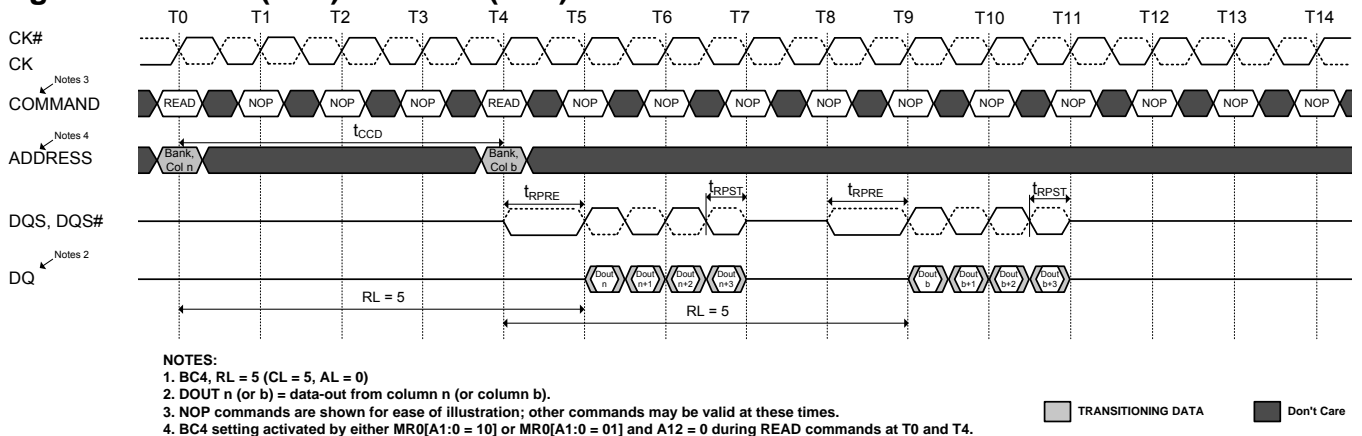 T0 T1 T2 T3 T4 T5 T6 T7 T8 T9 T10 T11 T12 T13 T14
CK#
CK
Notes 3
COMMAND READ NOP NOP NOP READ NOP NOP NOP NOP NOP NOP NOP NOP NOP NOP
tCCD
Notes 4
ADDRESS Bank, Col n Bank, Col b
tRPRE tRPST tRPRE tRPST
DQS, DQS#
Notes 2
DQ Dout n Dout n+1 Dout n+2 Dout n+3 Dout b Dout b+1 Dout b+2 Dout b+3
RL = 5
RL = 5
NOTES:
1. BC4, RL = 5 (CL = 5, AL = 0)
2. DOUT n (or b) = data-out from column n (or column b).
3. NOP commands are shown for ease of illustration; other commands may be valid at these times.
4. BC4 setting activated by either MR0[A1:0 = 10] or MR0[A1:0 = 01] and A12 = 0 during READ commands at T0 and T4.
TRANSITIONING DATA Don't Care